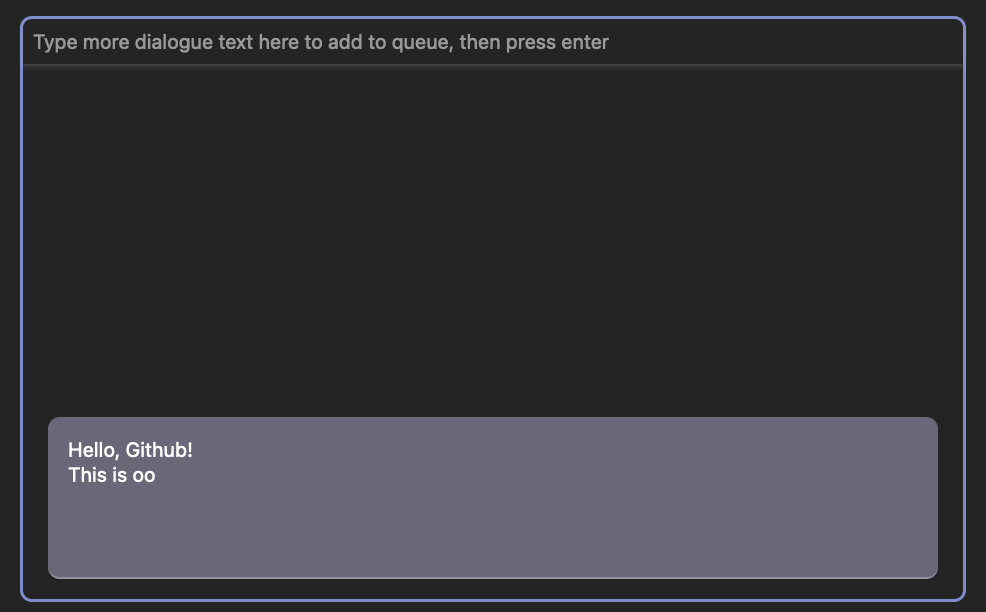 Type more dialogue text here to add to queue, then press enter
Hello, Github!
This is oo